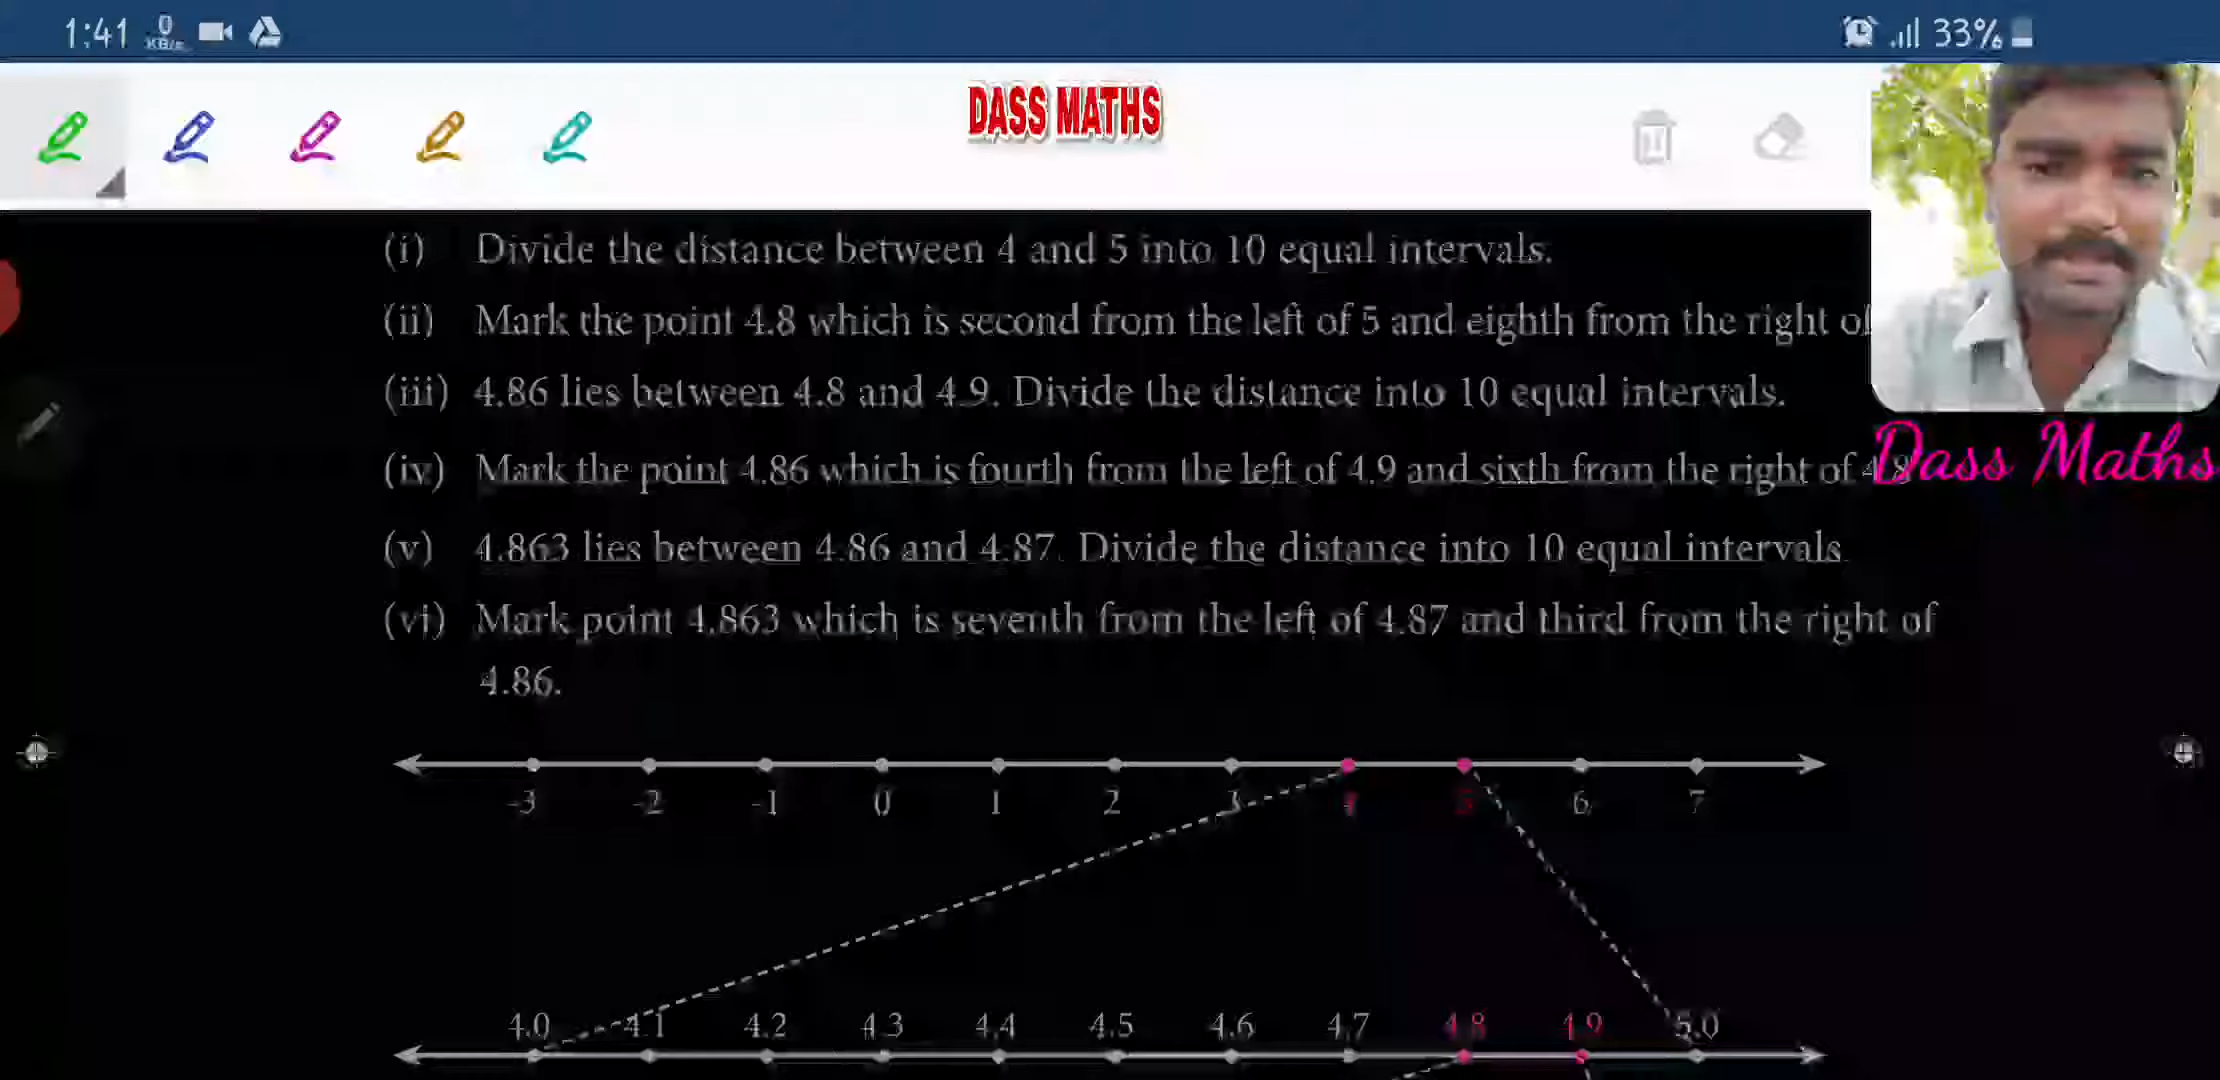 1:41 0 KB/s 33%
DASS MATHS
(i) Divide the distance between 4 and 5 into 10 equal intervals.
(ii) Mark the point 4.8 which is second from the left of 5 and eighth from the right of
(iii) 4.86 lies between 4.8 and 4.9. Divide the distance into 10 equal intervals.
(iv) Mark the point 4.86 which is fourth from the left of 4.9 and sixth from the right of
Dass Maths
(v) 4.863 lies between 4.86 and 4.87. Divide the distance into 10 equal intervals.
(vi) Mark point 4.863 which is seventh from the left of 4.87 and third from the right of
4.86.
-3 -2 -1 0 1 2 3 4 5 6 7
4.0 4.1 4.2 4.3 4.4 4.5 4.6 4.7 4.8 4.9 5.0